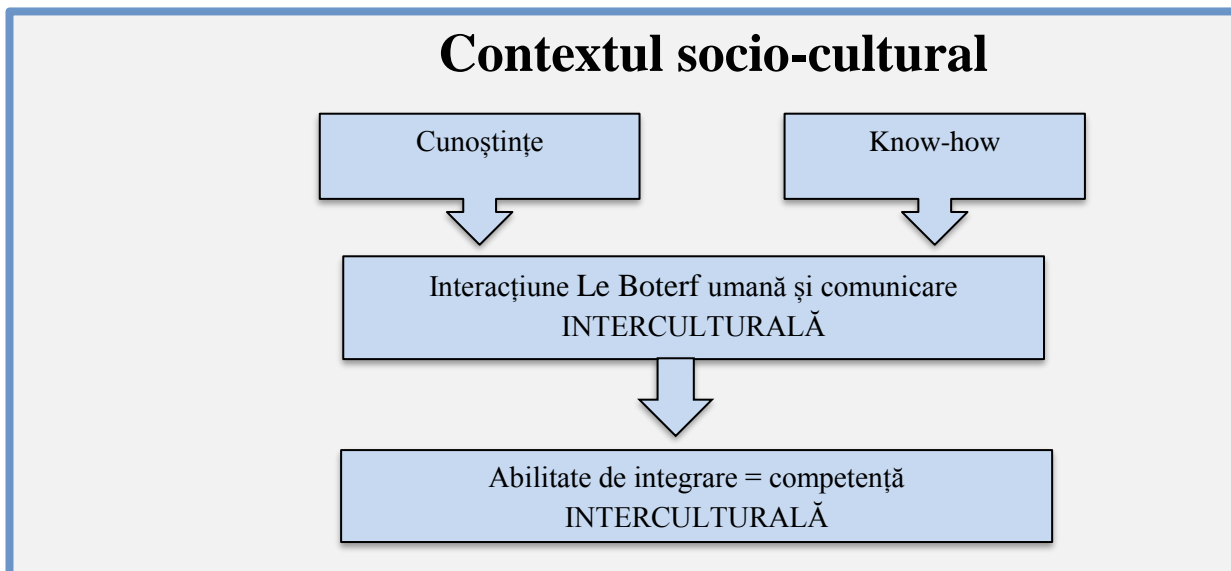 Contextul socio-cultural
Cunoștințe
Know-how
Interacțiune Le Boterf umană și comunicare
INTERCULTURALĂ
Abilitate de integrare = competență
INTERCULTURALĂ